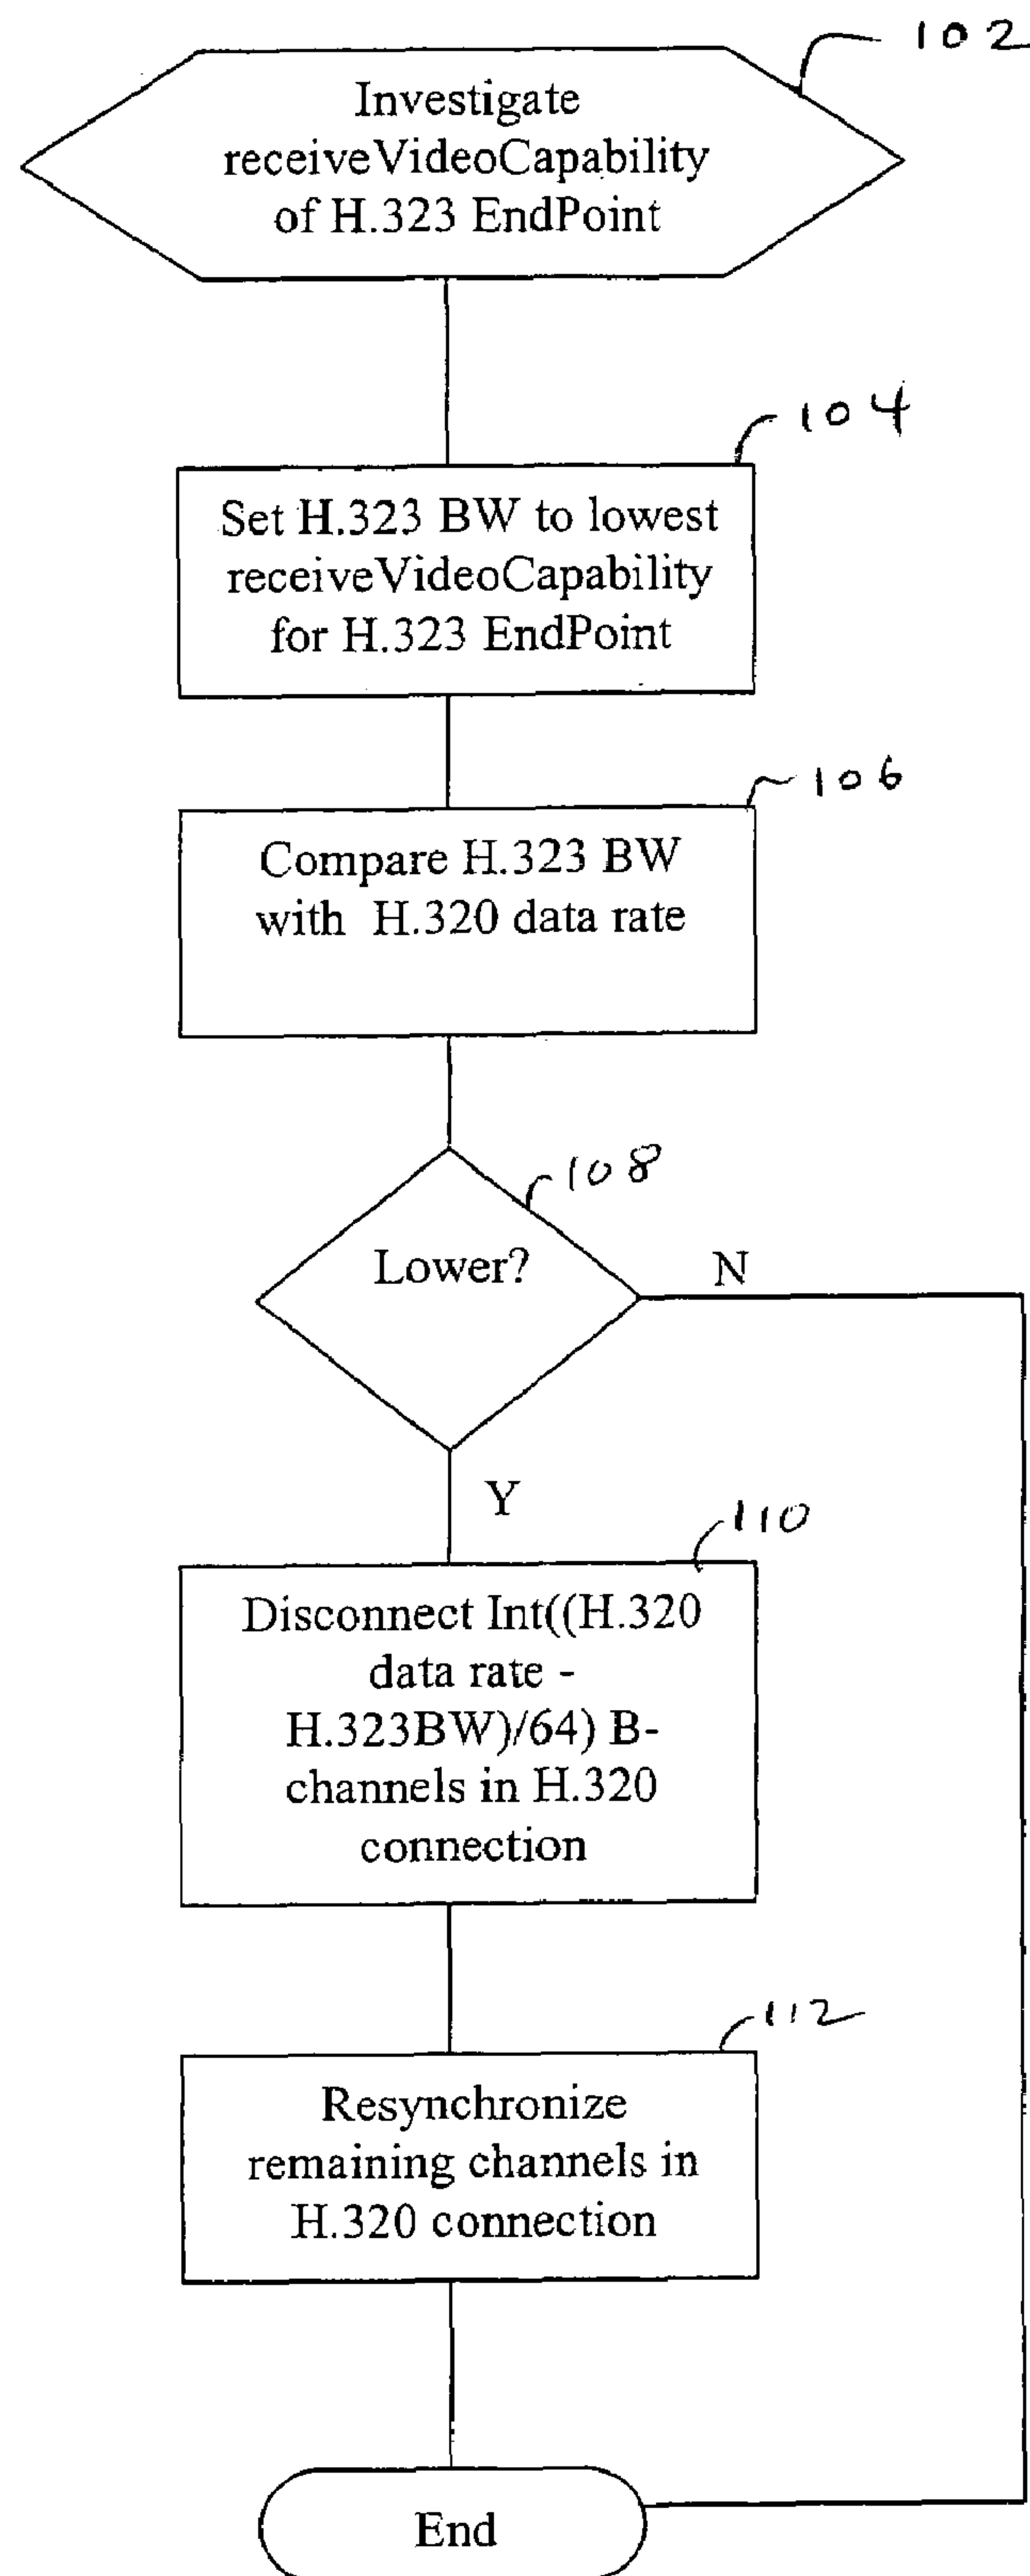 102
Investigate
receiveVideoCapability
of H.323 EndPoint
104
Set H.323 BW to lowest
receiveVideoCapability
for H.323 EndPoint
106
Compare H.323 BW
with H.320 data rate
108
Lower?
N
Y
110
Disconnect Int((H.320
data rate -
H.323BW)/64) B-
channels in H.320
connection
112
Resynchronize
remaining channels in
H.320 connection
End